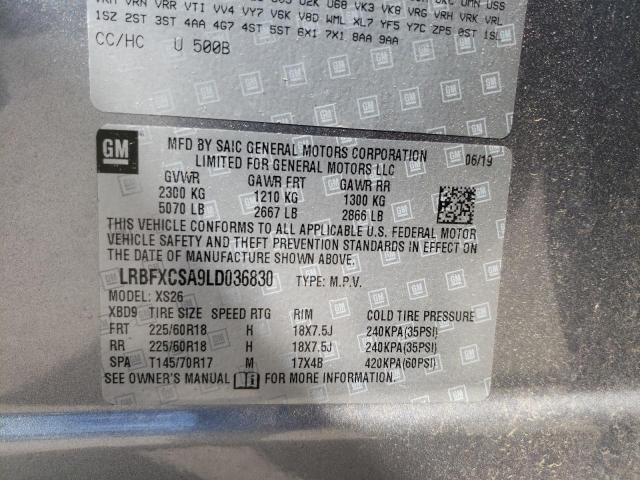 VRM VRN VRR VTI VV4 VY7 V6K V8D WML XL7 YF5 Y7C ZP5 0ST 1SL
1SZ 2ST 3ST 4AA 4G7 4ST 5ST 6X1 7X1 8AA 9AA
CC/HC U 500B
GM
MFD BY SAIC GENERAL MOTORS CORPORATION
LIMITED FOR GENERAL MOTORS LLC
06/19
GVWR GAWR FRT GAWR RR
2300 KG 1210 KG 1300 KG
5070 LB 2667 LB 2866 LB
THIS VEHICLE CONFORMS TO ALL APPLICABLE U.S. FEDERAL MOTOR
VEHICLE SAFETY AND THEFT PREVENTION STANDARDS IN EFFECT ON
THE DATE OF MANUFACTURE SHOWN ABOVE.
LRBFXCSA9LD036830 TYPE: M.P.V.
MODEL: XS26
XBD9 TIRE SIZE SPEED RTG RIM COLD TIRE PRESSURE
FRT 225/60R18 H 18X7.5J 240KPA(35PSI)
RR 225/60R18 H 18X7.5J 240KPA(35PSI)
SPA T145/70R17 M 17X4B 420KPA(60PSI)
SEE OWNER'S MANUAL FOR MORE INFORMATION.